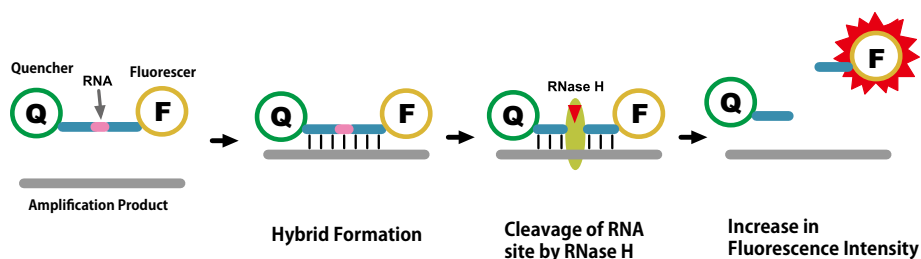 Quencher
RNA
Fluorescer
Q
F
Amplification Product
Q
F
Hybrid Formation
RNase H
Q
F
Cleavage of RNA
site by RNase H
Q
F
Increase in
Fluorescence Intensity